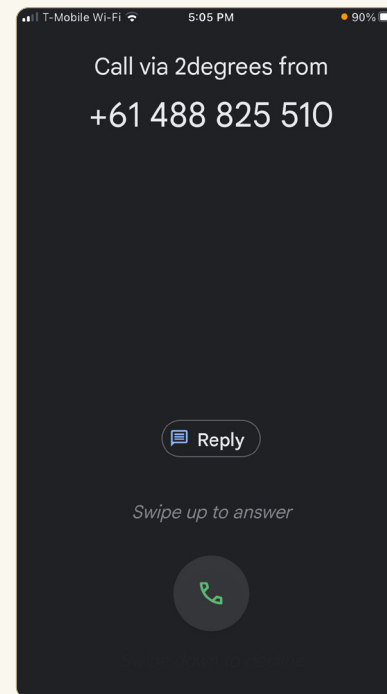 T-Mobile Wi-Fi 5:05 PM 90%
Call via 2degrees from
+61 488 825 510
Reply
Swipe up to answer